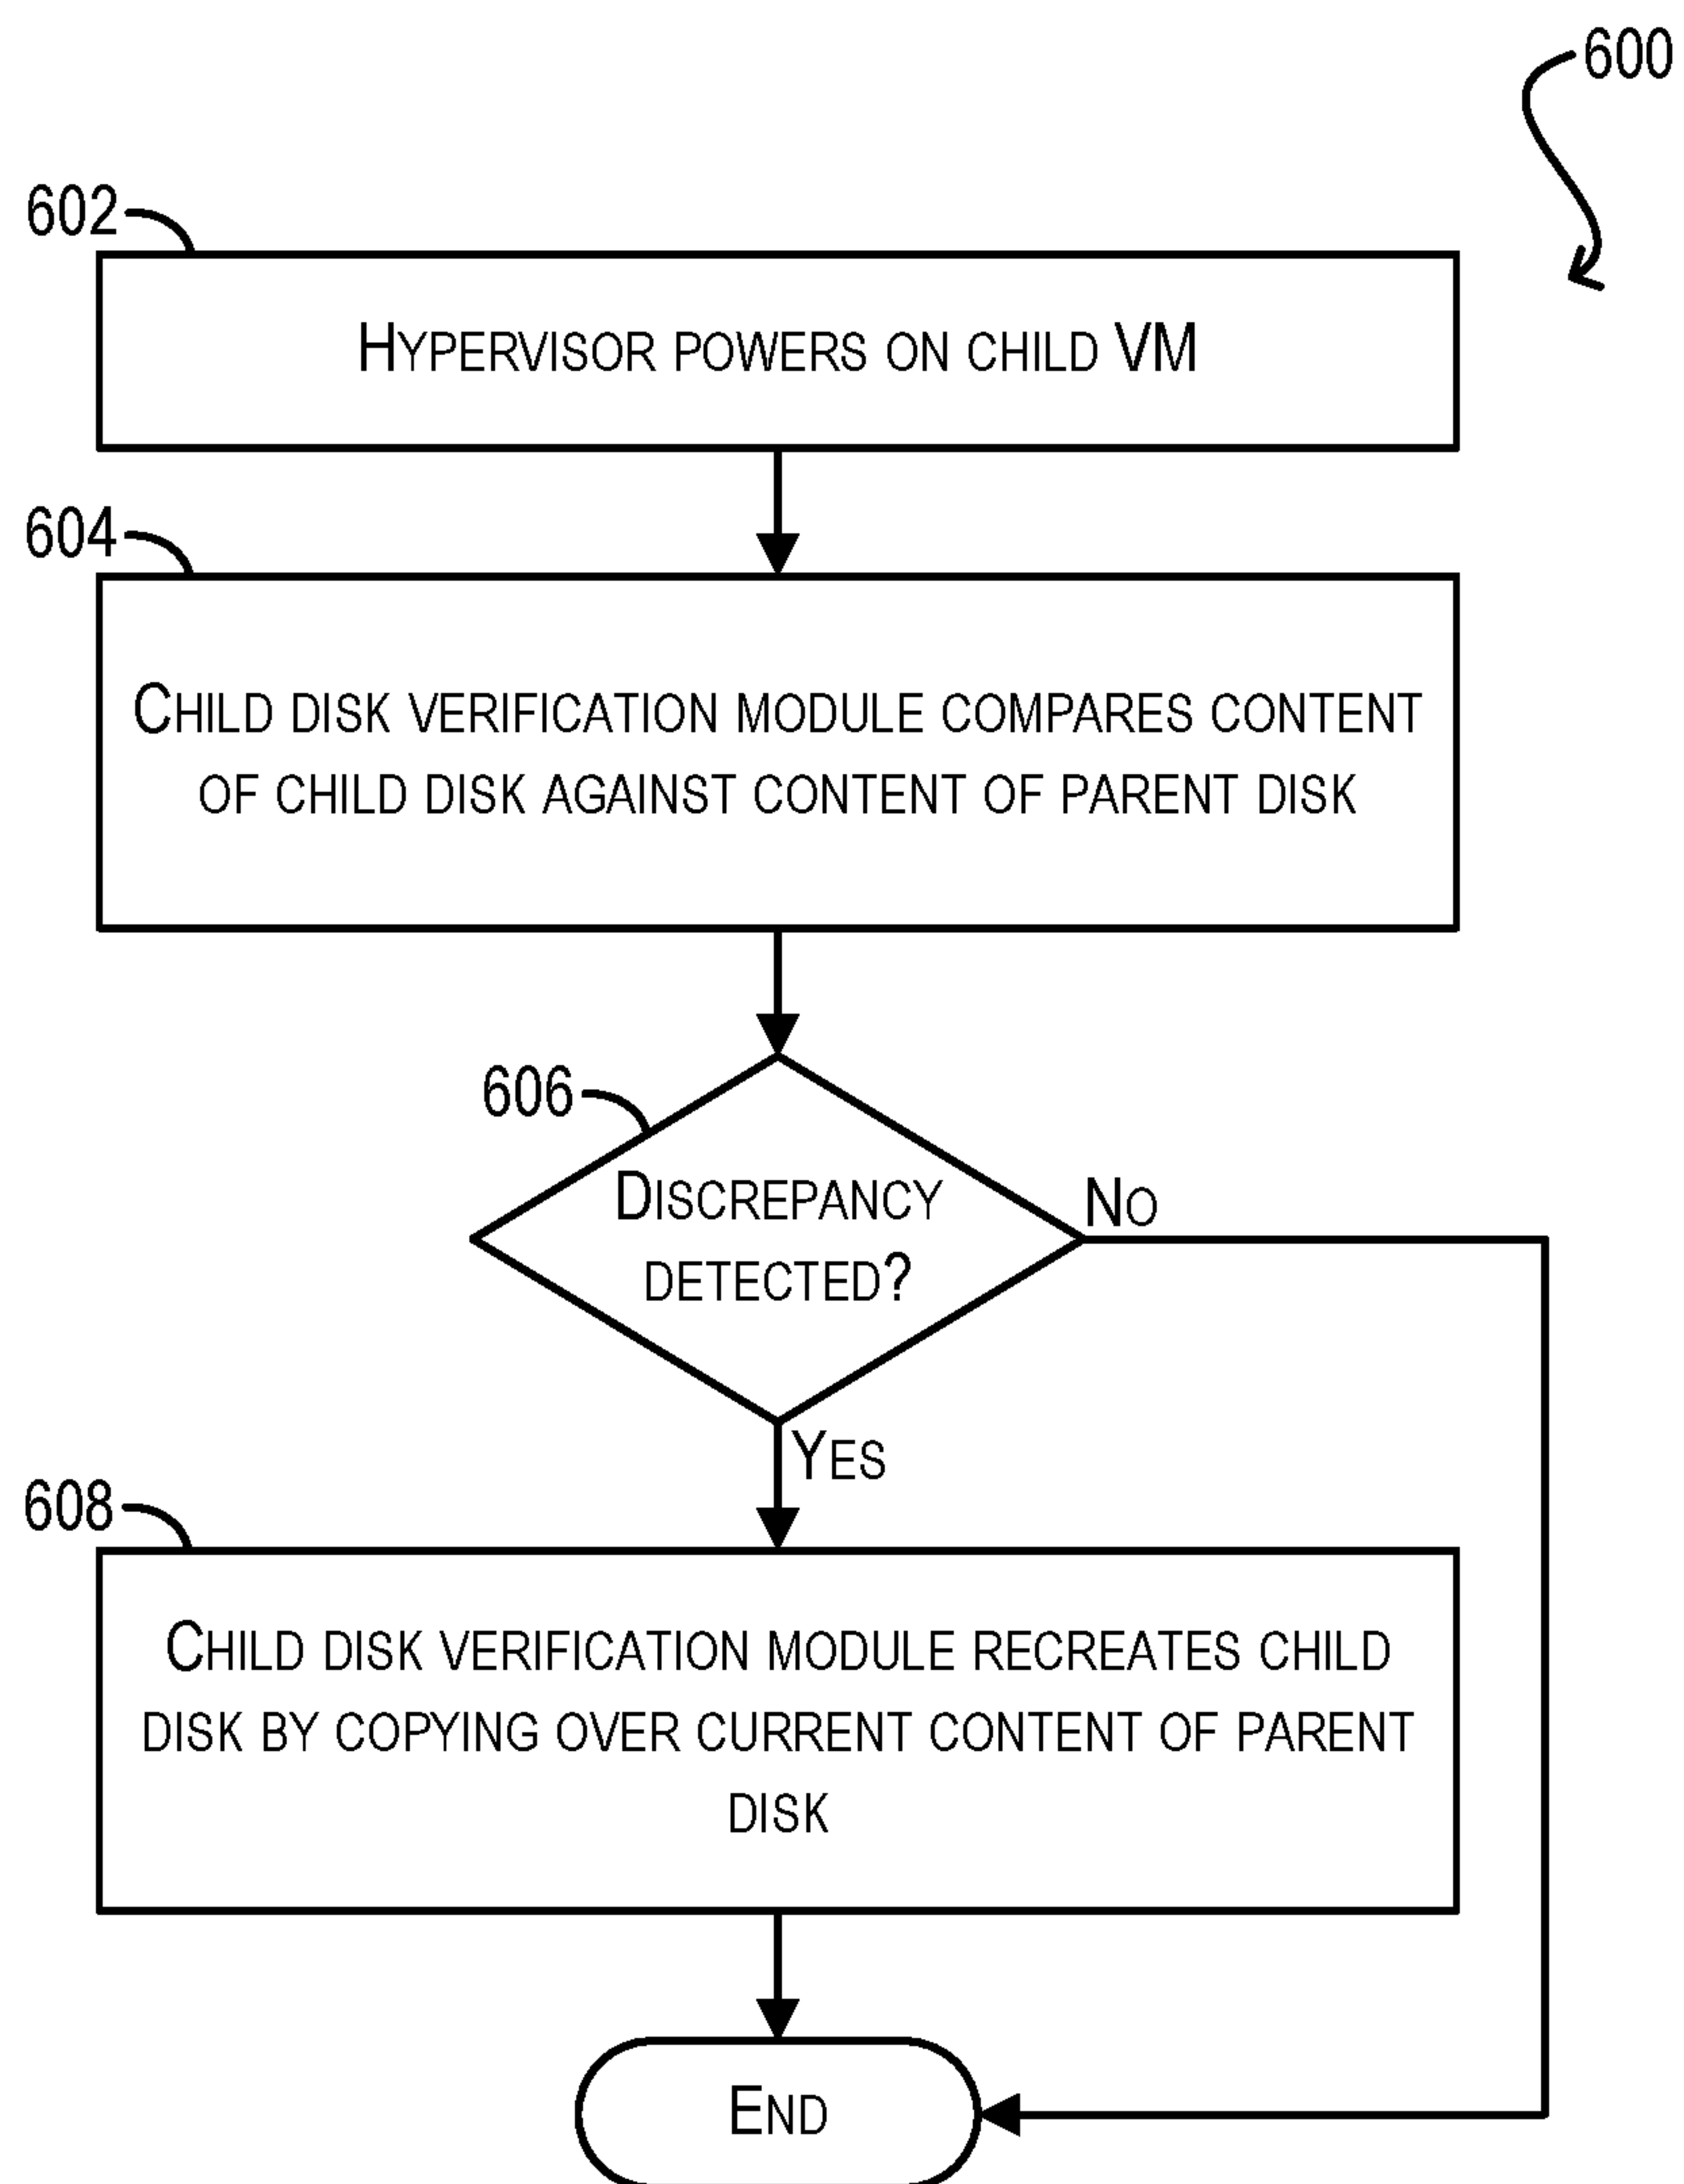 600
602
Hypervisor powers on child VM
604
Child disk verification module compares content
of child disk against content of parent disk
606
Discrepancy
detected?
No
Yes
608
Child disk verification module recreates child
disk by copying over current content of parent
disk
End